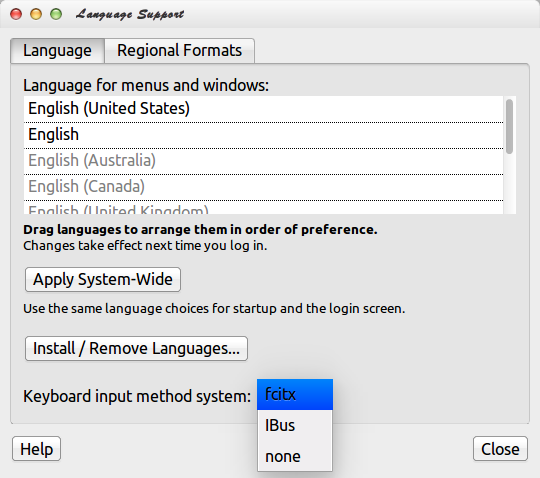 Language Support
Language Regional Formats
Language for menus and windows:
English (United States)
English
English (Australia)
English (Canada)
English (United Kingdom)
Drag languages to arrange them in order of preference.
Changes take effect next time you log in.
Apply System-Wide
Use the same language choices for startup and the login screen.
Install / Remove Languages...
Keyboard input method system: fcitx
IBus
none
Help Close